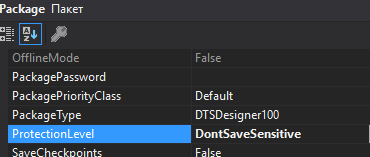 Package Пакет
OfflineMode False
PackagePassword
PackagePriorityClass Default
PackageType DTSDesigner100
ProtectionLevel DontSaveSensitive
SaveCheckpoints False